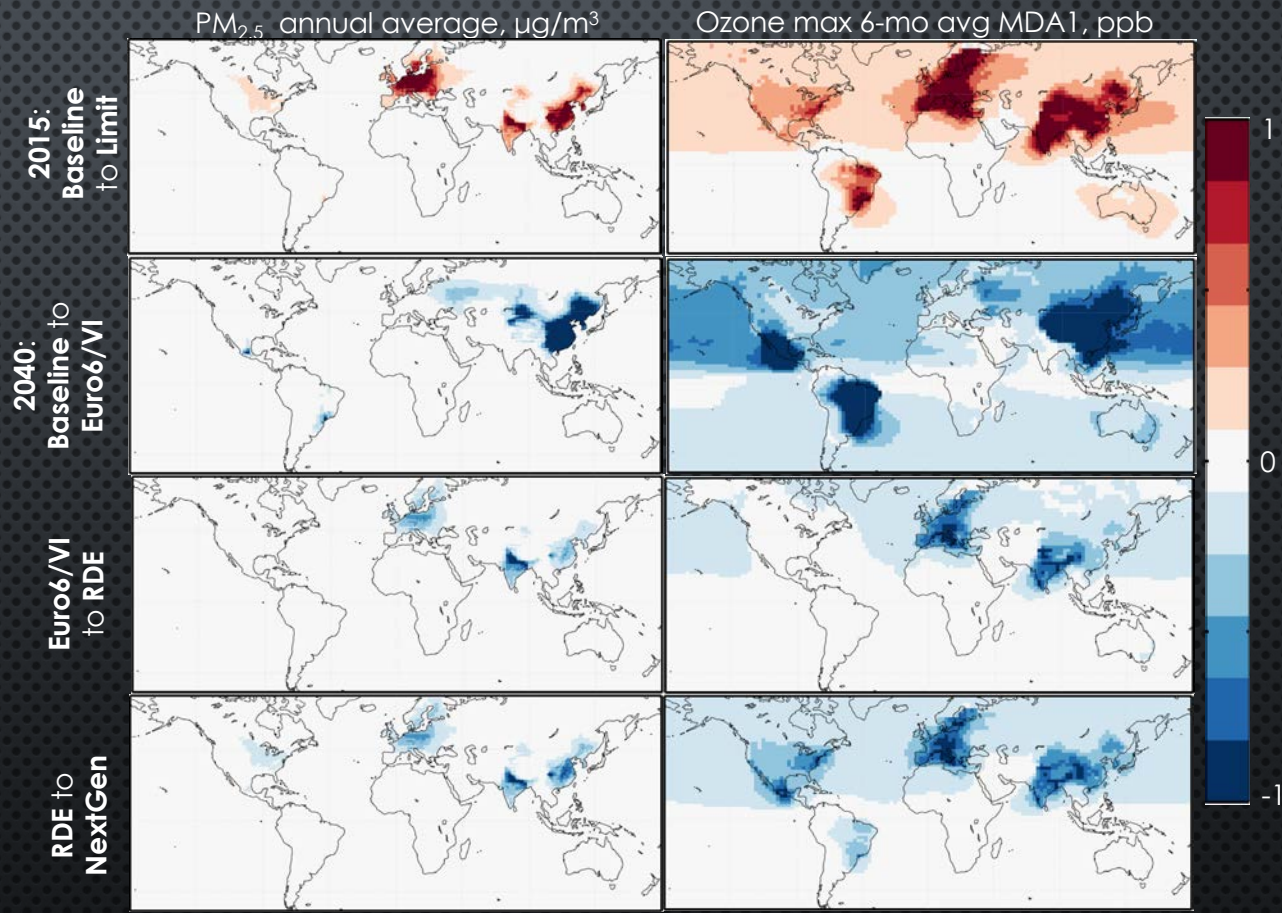 PM2.5 annual average, µg/m³
Ozone max 6-mo avg MDA1, ppb
2015:
Baseline
to Limit
2040:
Baseline to
Euro6/VI
Euro6/VI
to RDE
RDE to
NextGen
1
0
-1